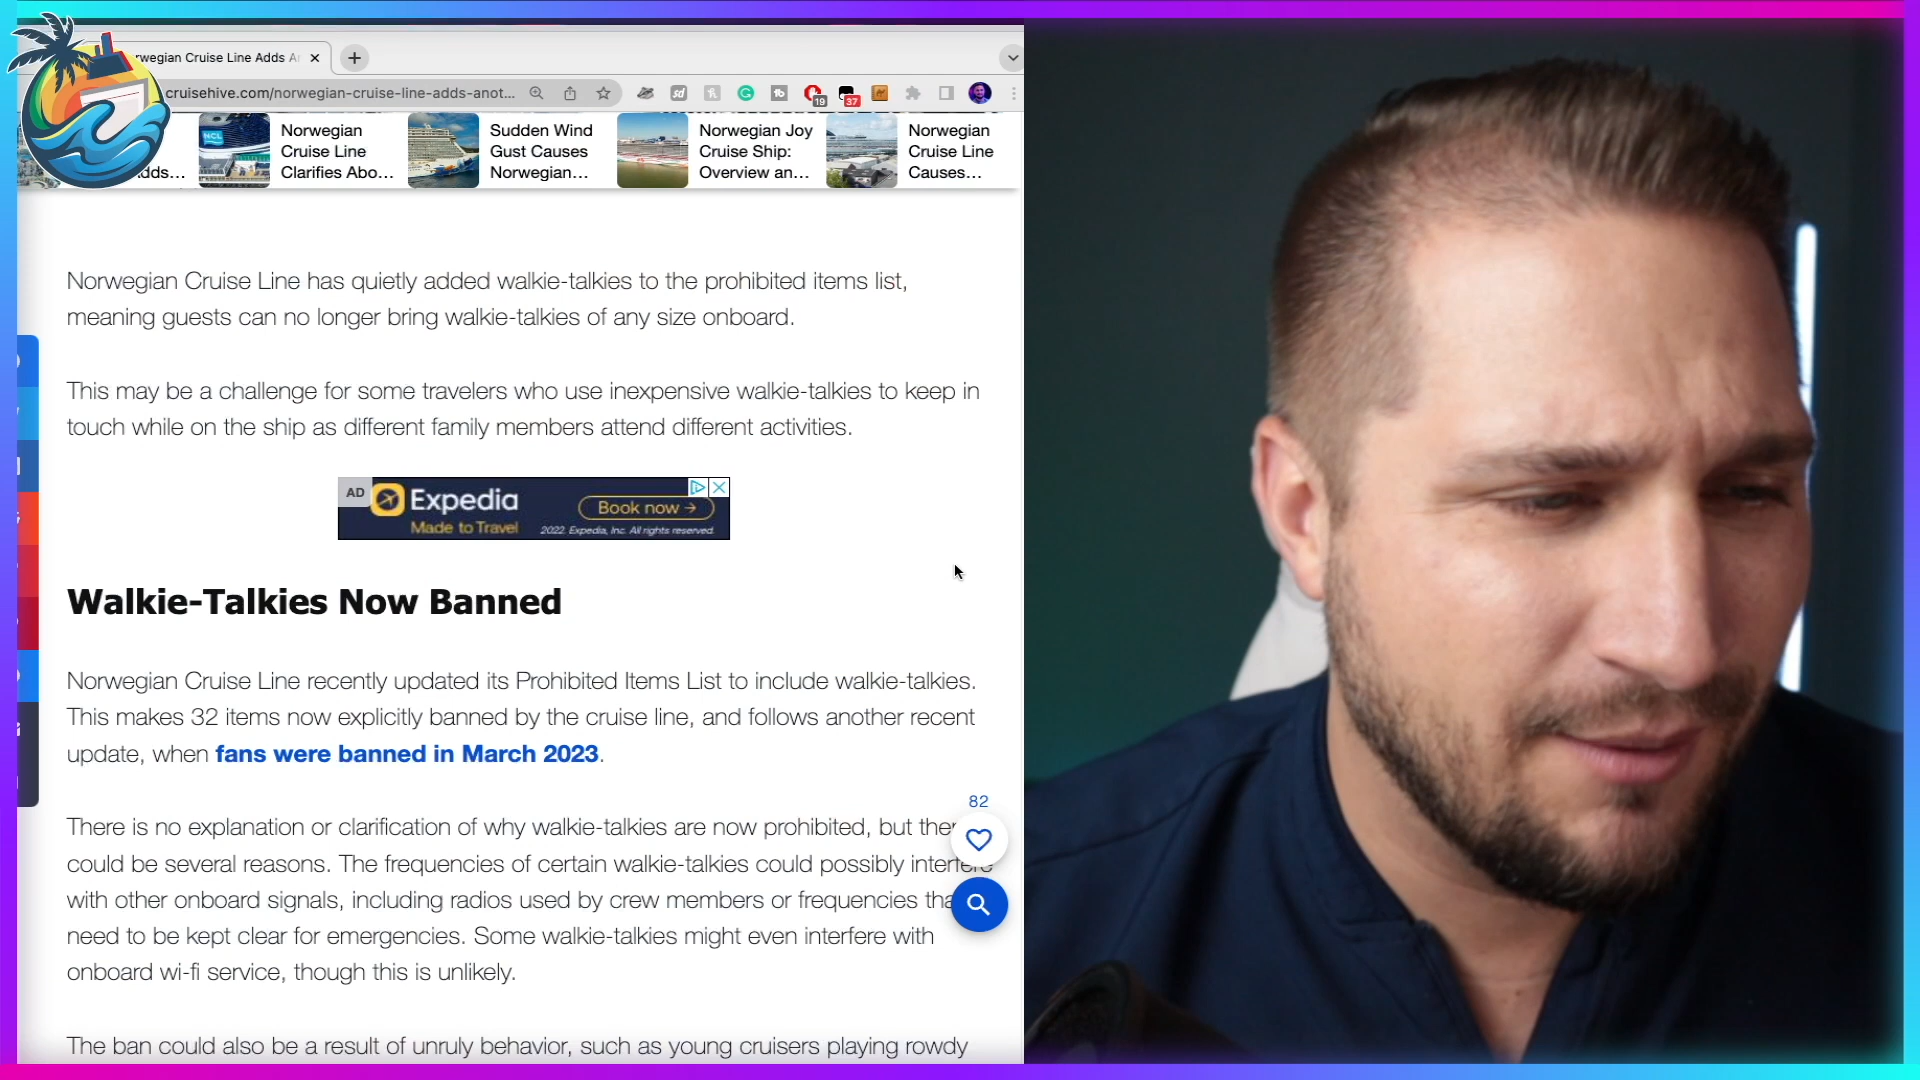 rwegian Cruise Line Adds A
cruisehive.com/norwegian-cruise-line-adds-anot...
19
37
dds...
NCL
Norwegian
Cruise Line
Clarifies Abo...
Sudden Wind
Gust Causes
Norwegian...
Norwegian Joy
Cruise Ship:
Overview an...
Norwegian
Cruise Line
Causes...
Norwegian Cruise Line has quietly added walkie-talkies to the prohibited items list,
meaning guests can no longer bring walkie-talkies of any size onboard.
This may be a challenge for some travelers who use inexpensive walkie-talkies to keep in
touch while on the ship as different family members attend different activities.
AD
Expedia
Made to Travel
Book now →
2022. Expedia, Inc. All rights reserved.
Walkie-Talkies Now Banned
Norwegian Cruise Line recently updated its Prohibited Items List to include walkie-talkies.
This makes 32 items now explicitly banned by the cruise line, and follows another recent
update, when fans were banned in March 2023.
82
There is no explanation or clarification of why walkie-talkies are now prohibited, but ther
could be several reasons. The frequencies of certain walkie-talkies could possibly interfere
with other onboard signals, including radios used by crew members or frequencies tha
need to be kept clear for emergencies. Some walkie-talkies might even interfere with
onboard wi-fi service, though this is unlikely.
The ban could also be a result of unruly behavior, such as young cruisers playing rowdy